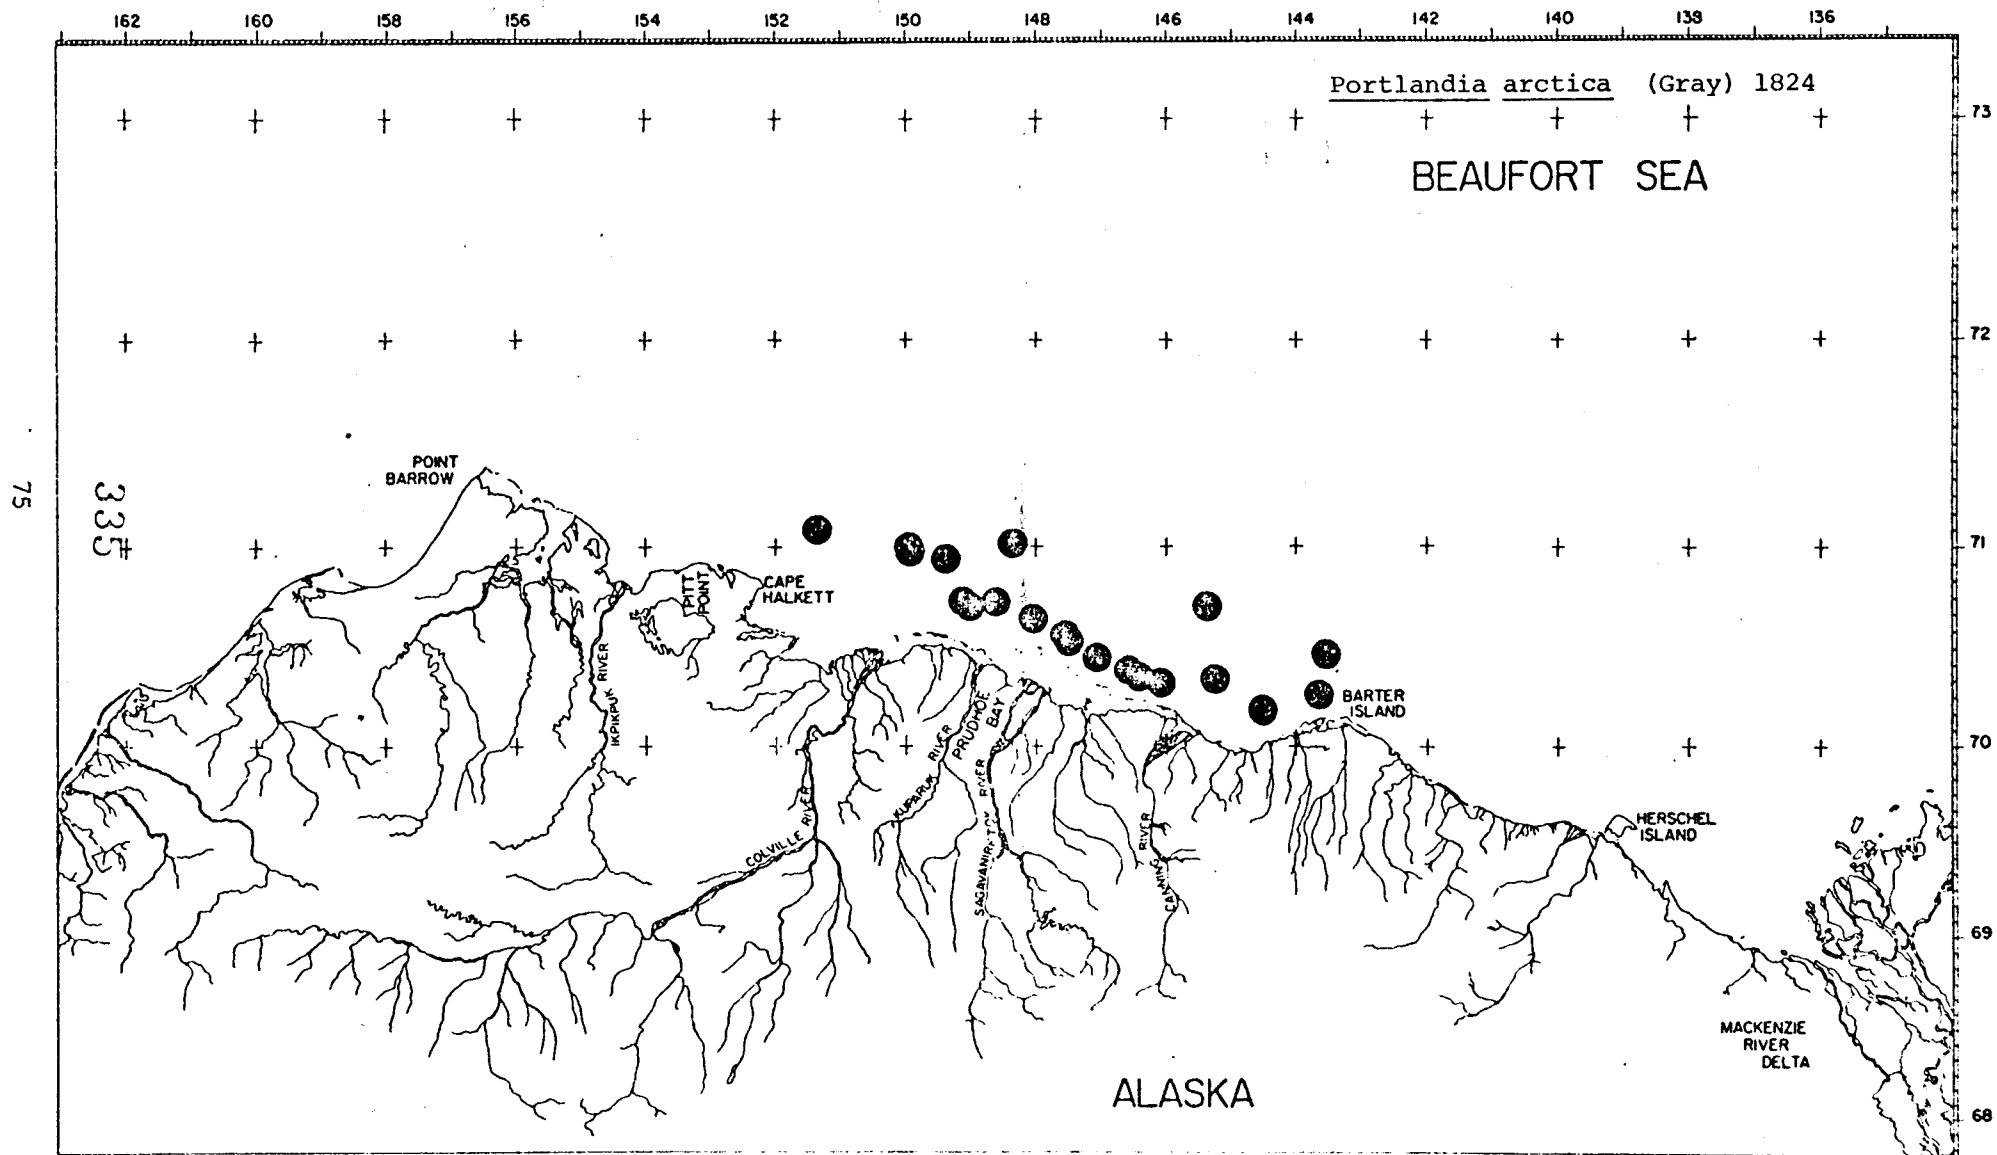 162 160 158 156 154 152 150 148 146 144 142 140 138 136
Portlandia arctica (Gray) 1824
73
BEAUFORT SEA
72
POINT
BARROW
75
335
71
PITT
POINT
CAPE
HALKETT
IKPIKPUK RIVER
BARTER
ISLAND
PRUDHOE
BAY
70
KUPARUK RIVER
COLVILLE RIVER
SAGAVANIRKTOK RIVER
CANNING RIVER
HERSCHEL
ISLAND
69
MACKENZIE
RIVER
DELTA
ALASKA
68